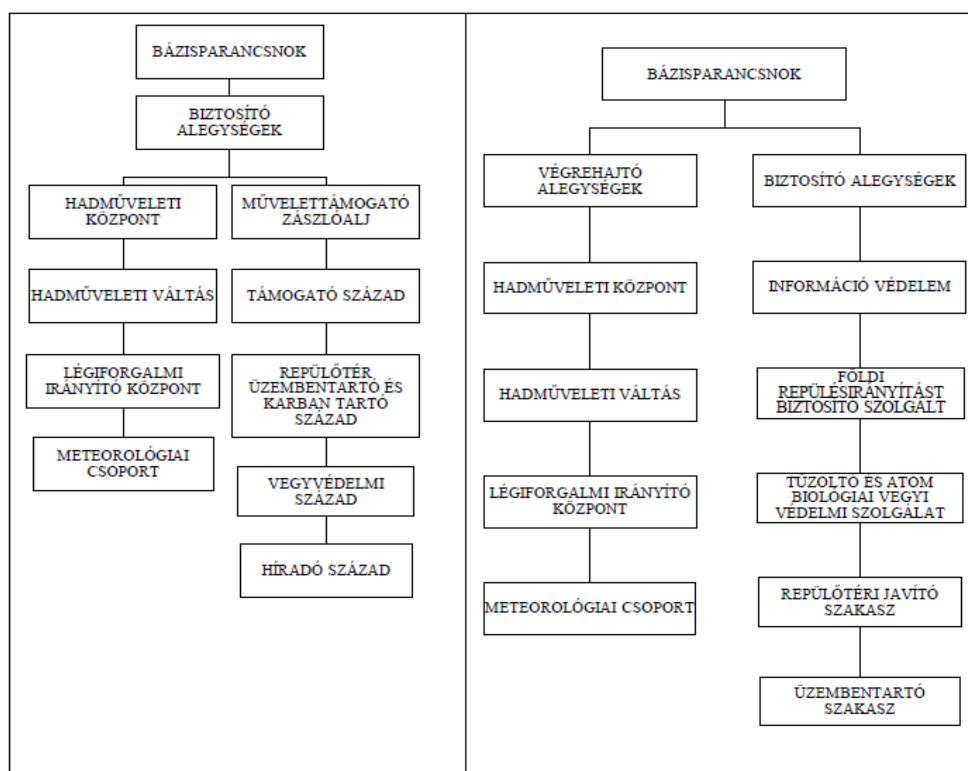 BÁZISPARANCSNOK
BIZTOSÍTÓ
ALEGYSÉGEK
HADMŰVELETI
KÖZPONT
HADMŰVELETI VÁLTÁS
LÉGIFORGALMI
IRÁNYÍTÓ KÖZPONT
METEOROLÓGIAI
CSOPORT
MŰVELETTÁMOGATÓ
ZÁSZLÓALJ
TÁMOGATÓ SZÁZAD
REPÜLŐTÉR
ÜZEMBENTARTÓ ÉS
KARBAN TARTÓ
SZÁZAD
VEGYVÉDELMI
SZÁZAD
HÍRADÓ SZÁZAD
BÁZISPARANCSNOK
VÉGREHAJTÓ
ALEGYSÉGEK
HADMŰVELETI KÖZPONT
HADMŰVELETI VÁLTÁS
LÉGIFORGALMI IRÁNYÍTÓ
KÖZPONT
METEOROLÓGIAI CSOPORT
BIZTOSÍTÓ ALEGYSÉGEK
INFORMÁCIÓ VÉDELEM
FÖLDI
REPÜLÉSIRÁNYÍTÁST
BIZTOSÍTÓ SZOLGÁLT
TŰZOLTÓ ÉS ATOM
BIOLÓGIAI VEGYI
VÉDELMI SZOLGÁLAT
REPÜLŐTÉRI JAVÍTÓ
SZAKASZ
ÜZEMBENTARTÓ
SZAKASZ